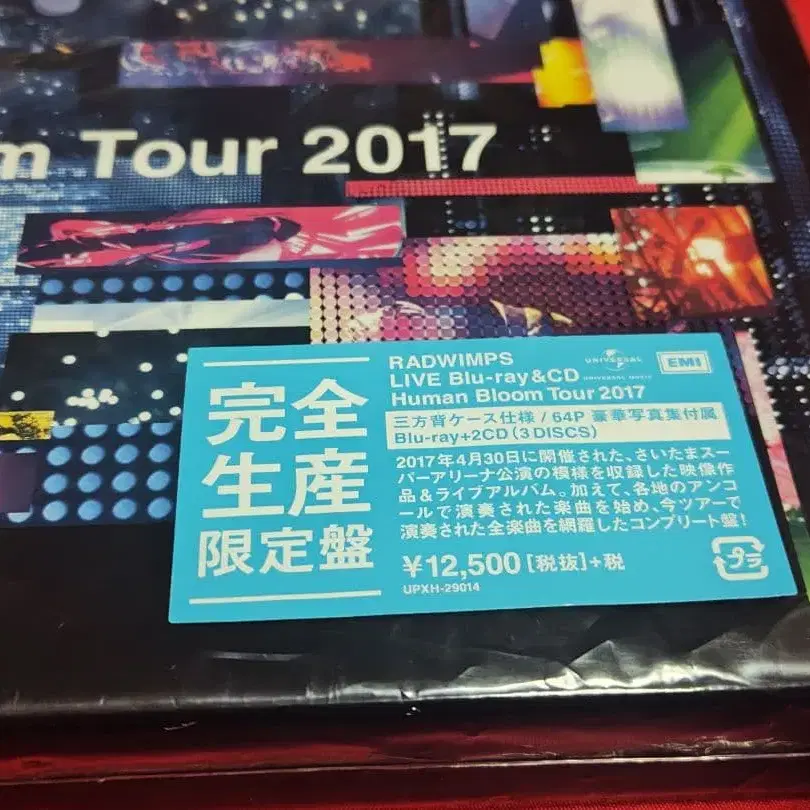 m Tour 2017
完全
生産
限定盤
RADWIMPS
LIVE Blu-ray&CD
Human Bloom Tour 2017
UNIVERSAL
UNIVERSAL MUSIC
EMI
三方背ケース仕様 / 64P 豪華写真集付属
Blu-ray+2CD (3 DISCS)
2017年4月30日に開催された、さいたまスー
パーアリーナ公演の模様を収録した映像作
品&ライブアルバム。加えて、各地のアンコ
ールで演奏された楽曲を始め、今ツアーで
演奏された全楽曲を網羅したコンプリート盤!
¥12,500 [税抜]+税
UPXH-29014
プラ